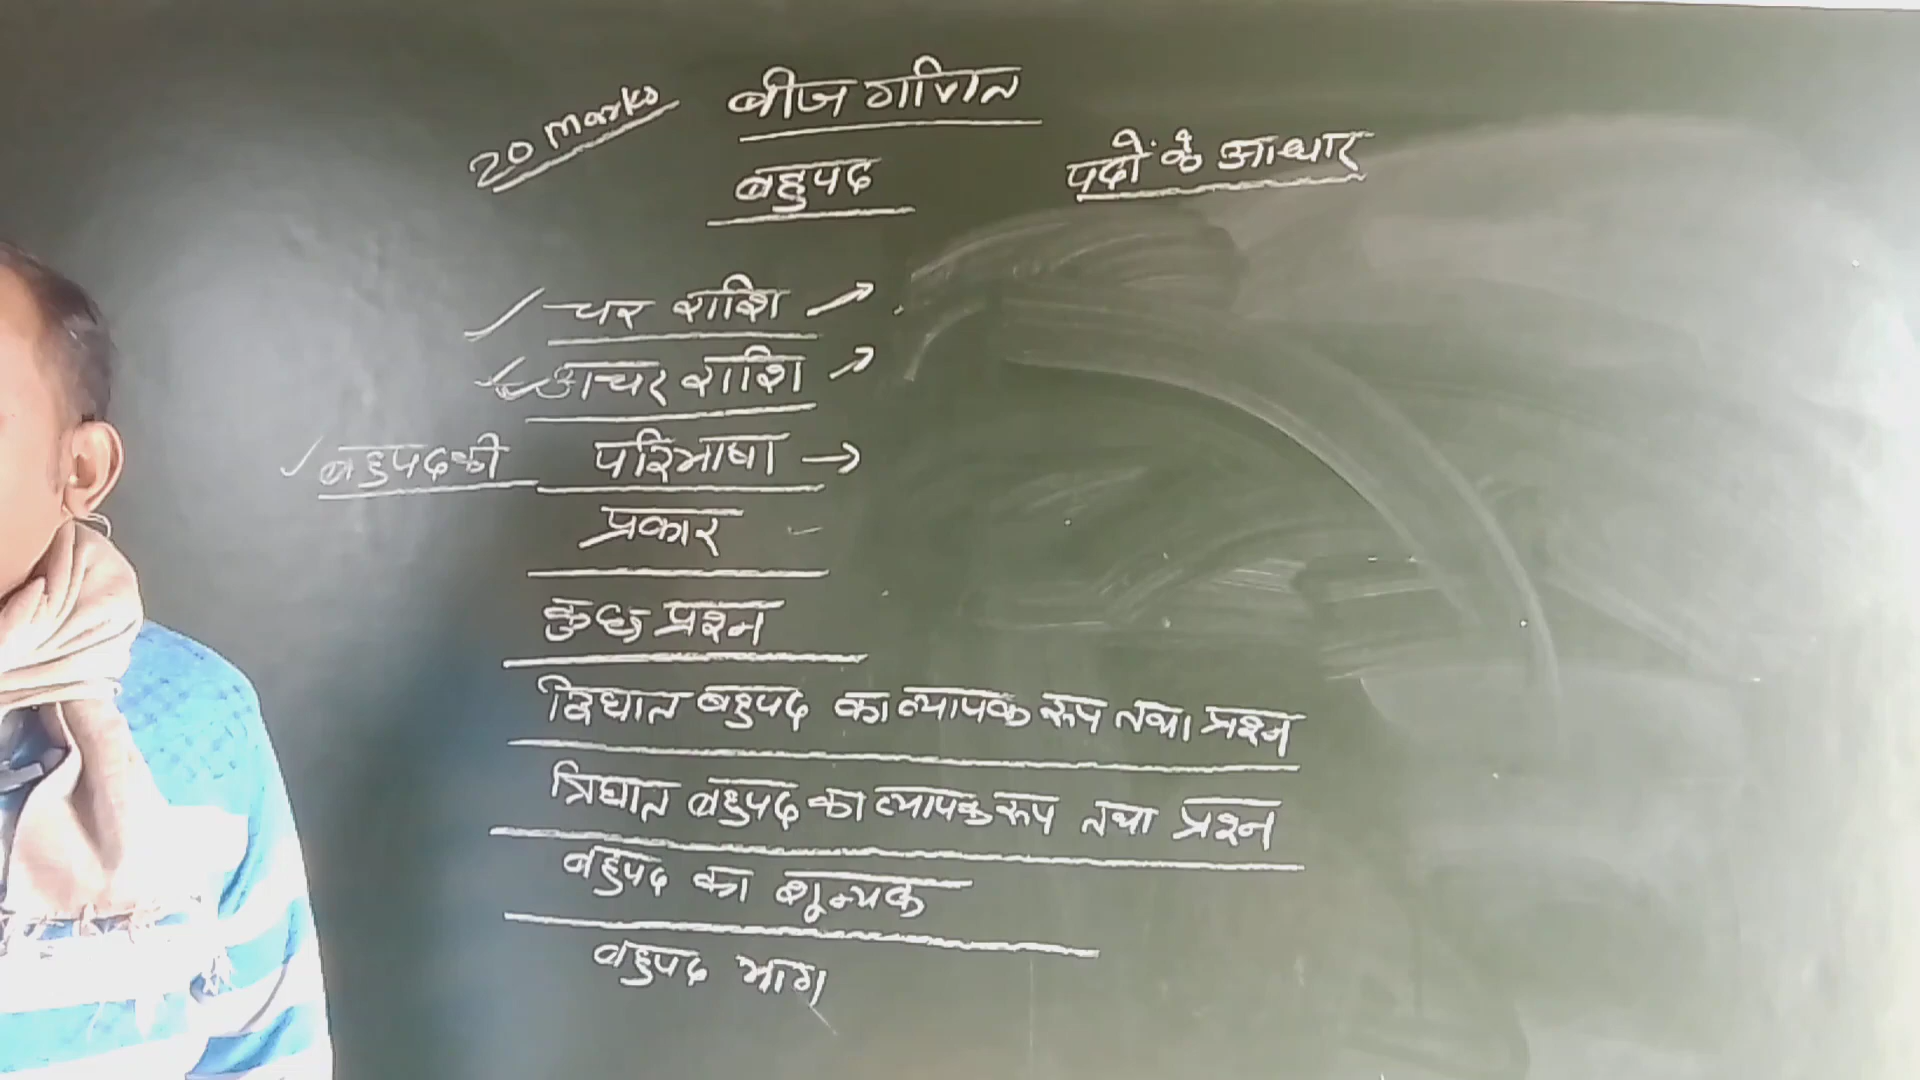 20 marks
बीज गणित
बहुपद
पदों के आधार
चर राशि →
अचर राशि →
बहुपद की परिभाषा →
प्रकार
कुछ प्रश्न
द्विघात बहुपद का व्यापक रूप तथा प्रश्न
त्रिघात बहुपद का व्यापक रूप तथा प्रश्न
बहुपद का शून्यक
बहुपद भाग